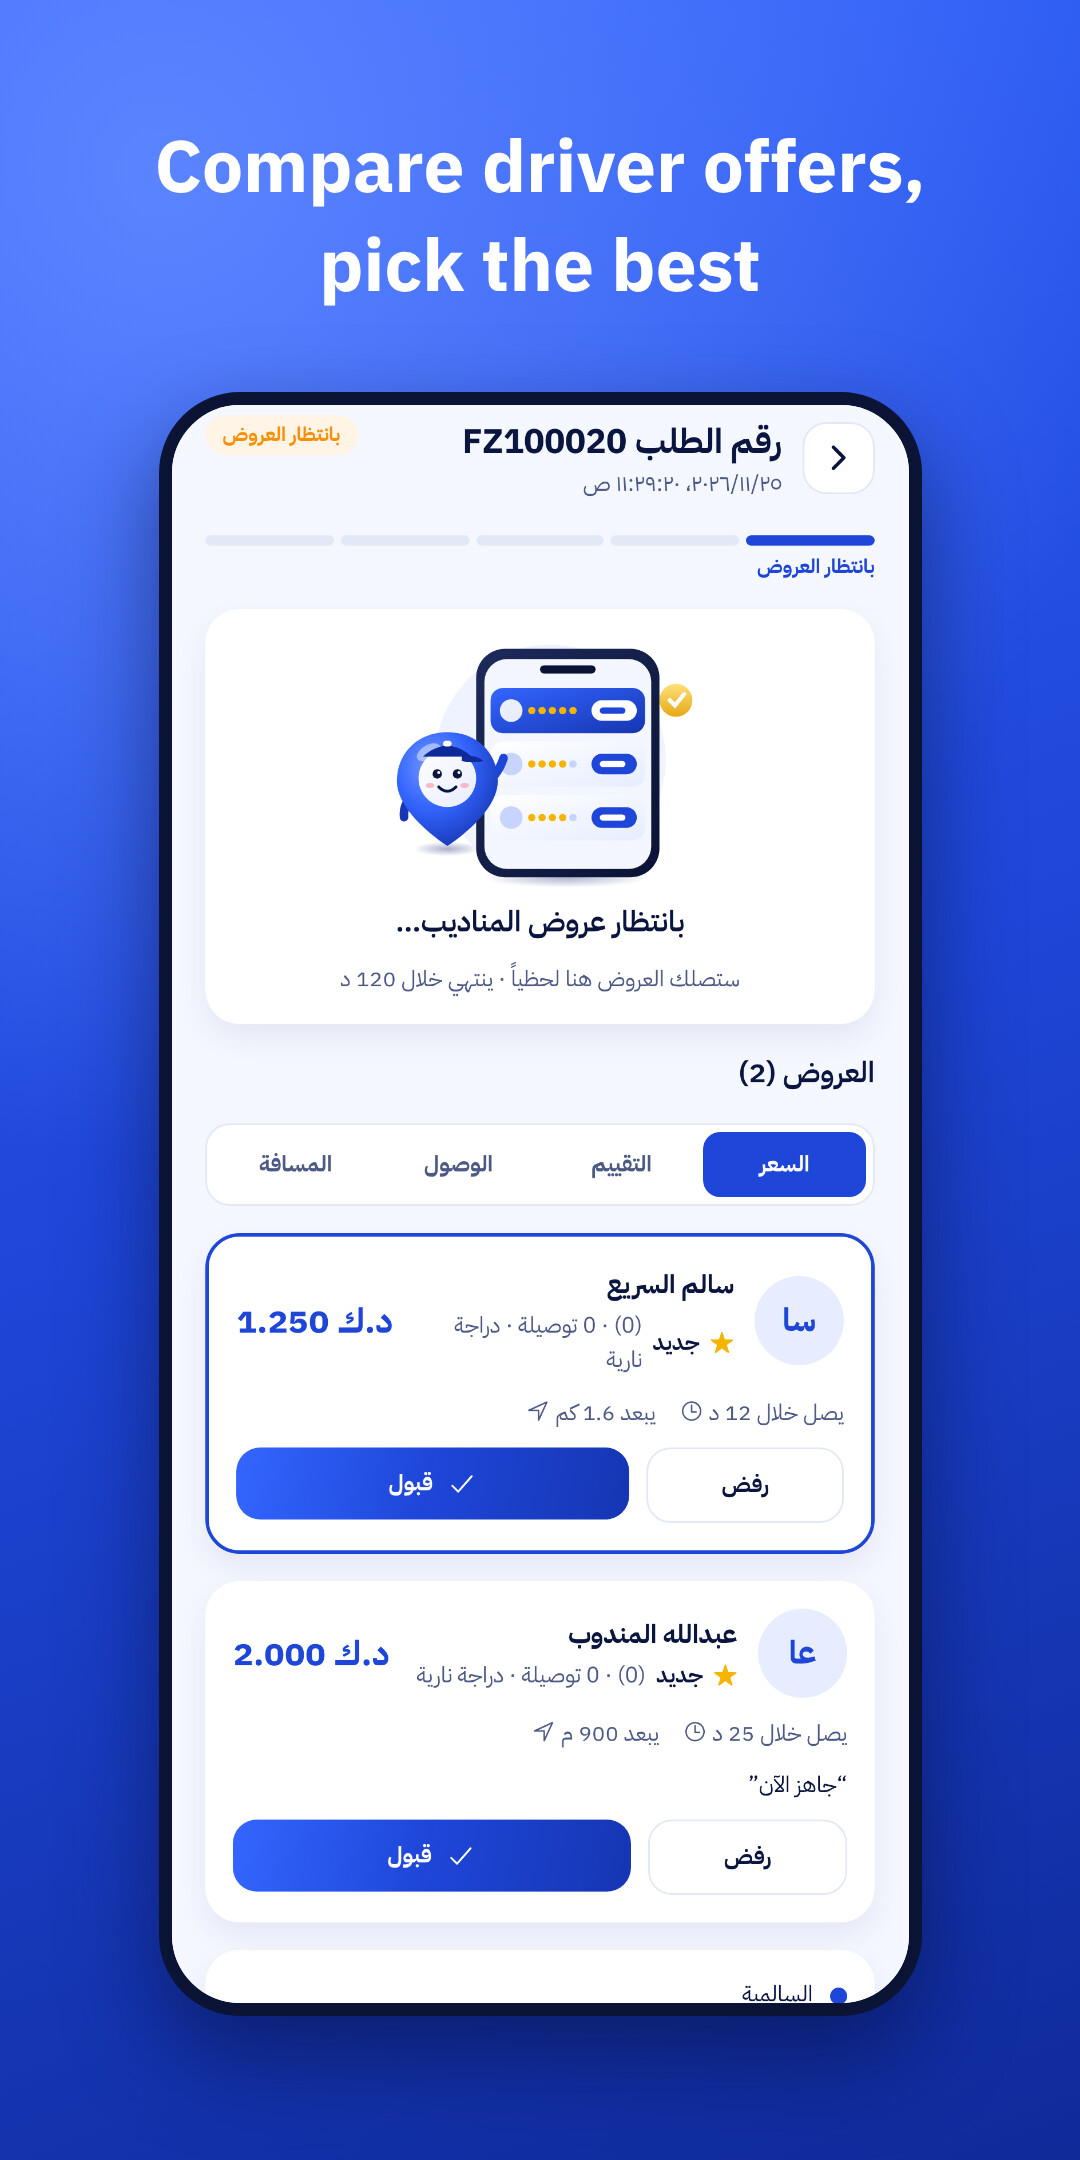 Compare driver offers,
pick the best
رقم الطلب FZ100020
بانتظار العروض
٢٠٢٦/١١/٢٥، ١١:٢٩:٢٠ ص
بانتظار العروض
بانتظار عروض المناديب...
ستصلك العروض هنا لحظياً · ينتهي خلال 120 د
العروض (2)
السعر
التقييم
الوصول
المسافة
سا
سالم السريع
د.ك 1.250
جديد (0) · 0 توصيلة · دراجة
نارية
يصل خلال 12 د
يبعد 1.6 كم
رفض
قبول
عا
عبدالله المندوب
د.ك 2.000
جديد (0) · 0 توصيلة · دراجة نارية
يصل خلال 25 د
يبعد 900 م
“جاهز الآن”
رفض
قبول
السالمية